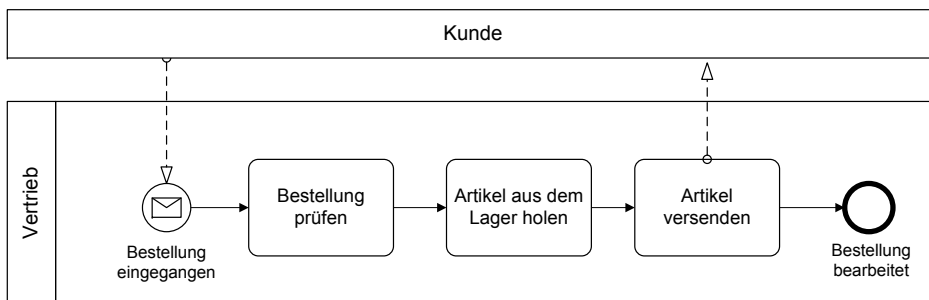 Kunde
Vertrieb
Bestellung
eingegangen
Bestellung
prüfen
Artikel aus dem
Lager holen
Artikel
versenden
Bestellung
bearbeitet